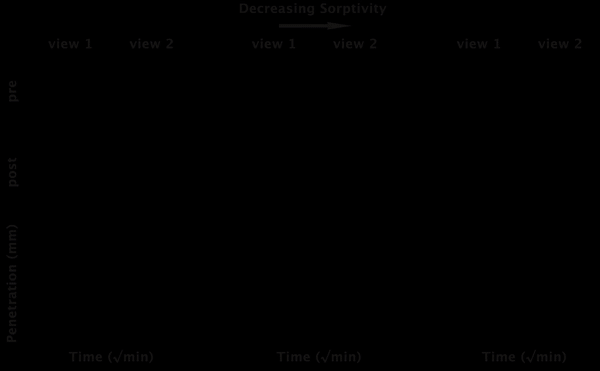 Decreasing Sorptivity
view 1 view 2 view 1 view 2 view 1 view 2
pre
post
Penetration (mm)
Time (√min) Time (√min) Time (√min)